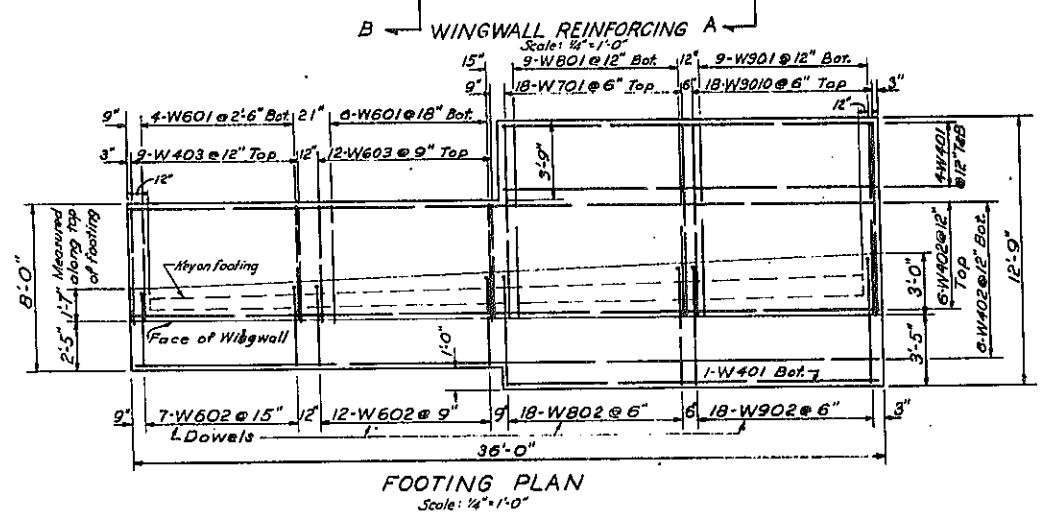 B WINGWALL REINFORCING A
Scale: 1/4"=1'-0"
15" 9-W801@12" Bot. 12" 9-W901@12" Bot.
9" 18-W701@6" Top 6" 18-W9010@6" Top 3"
9" 4-W601@2'-6" Bot. 21" 8-W601@18" Bot. 12"
3" 9-W403@12" Top 12" 12-W603@9" Top
12"
3'-9"
4-W401
@12"T&B
8'-0"
1'-7" Measured
along top
of footing
2'-5"
Key on footing
Face of Wingwall
1'-0"
3'-0"
3'-5"
6-W402@12"
Top
8-W402@12" Bot.
12'-9"
1-W401 Bot.
9" 7-W602@15" 12" 12-W602@9" 9" 18-W802@6" 6" 18-W902@6" 3"
Dowels
36'-0"
FOOTING PLAN
Scale: 1/4"=1'-0"